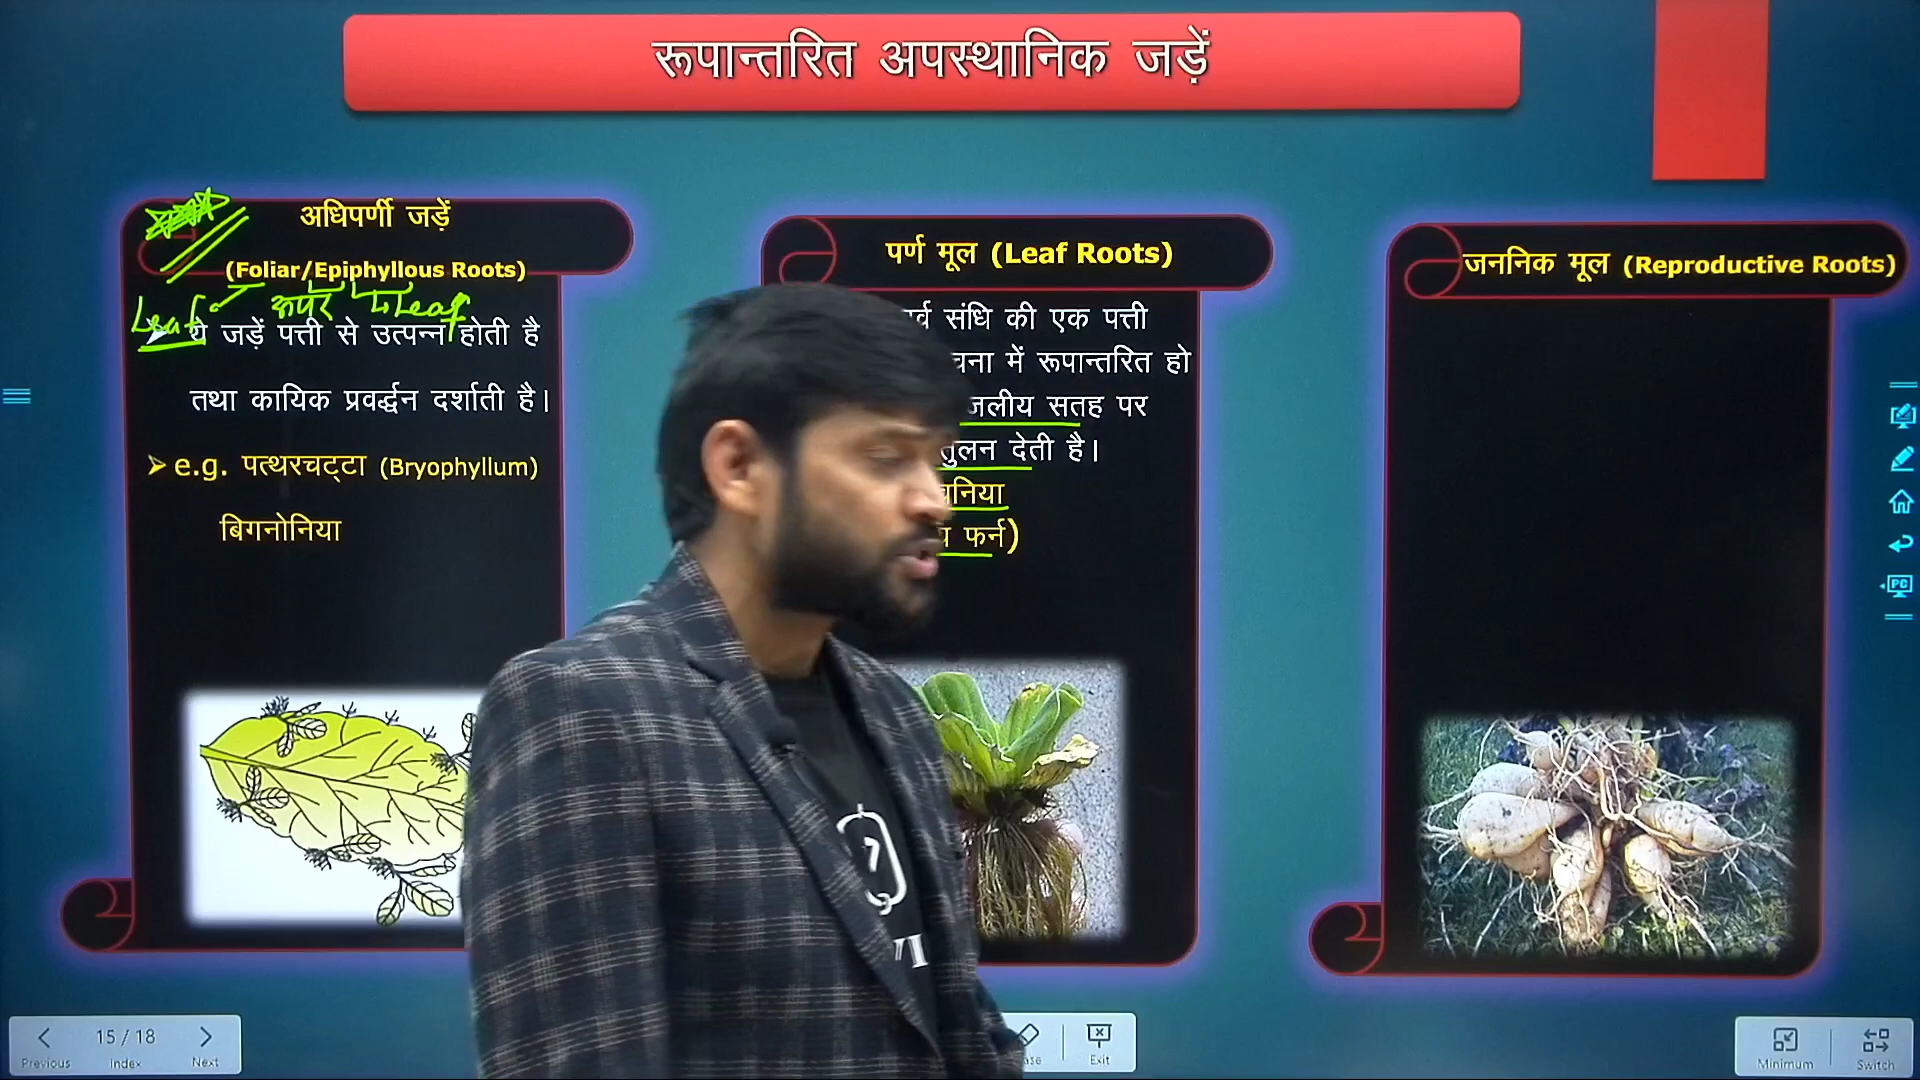 रूपान्तरित अपस्थानिक जड़ें
अधिपर्णी जड़ें
(Foliar/Epiphyllous Roots)
Leaf ऊपर Leaf
ये जड़ें पत्ती से उत्पन्न होती है
तथा कायिक प्रवर्द्धन दर्शाती है।
e.g. पत्थरचट्टा (Bryophyllum)
बिगनोनिया
पर्ण मूल (Leaf Roots)
संधि की एक पत्ती
में रूपान्तरित हो
जलीय सतह पर
देती है।
फर्न)
जननिक मूल (Reproductive Roots)
15 / 18
Previous Index Next
Exit
Minimum Switch
PC